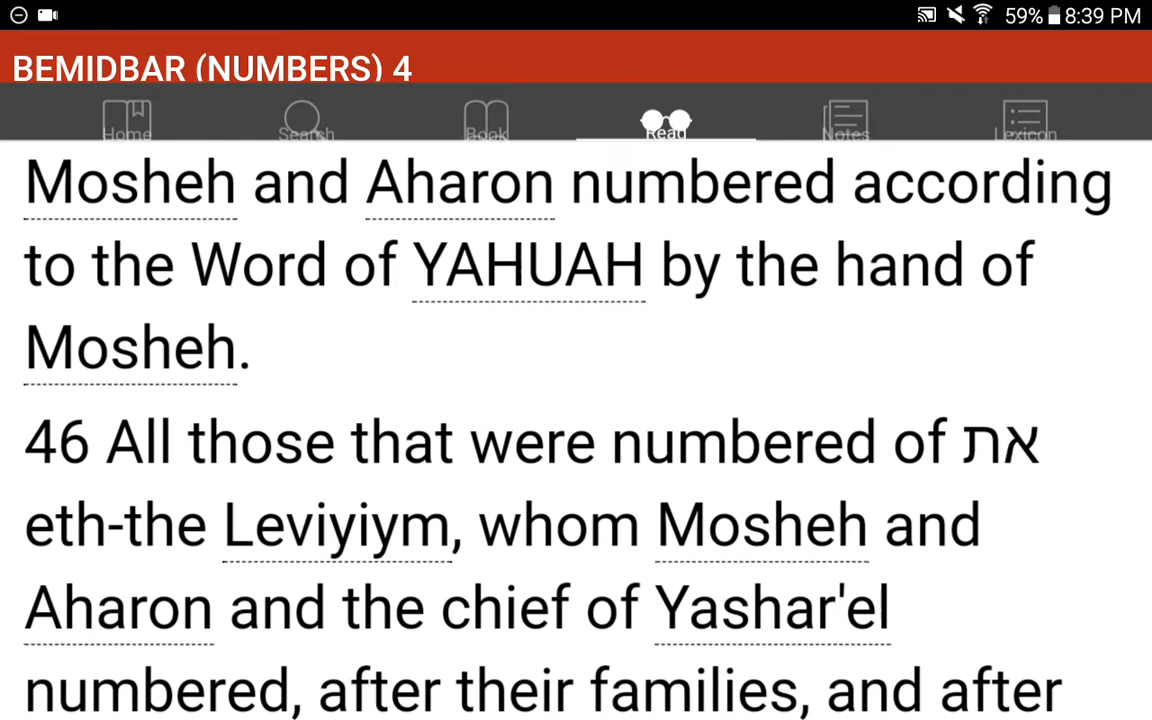 59% 8:39 PM
BEMIDBAR (NUMBERS) 4
Home Search Book Read Notes Lexicon
Mosheh and Aharon numbered according
to the Word of YAHUAH by the hand of
Mosheh.
46 All those that were numbered of את
eth-the Leviyiym, whom Mosheh and
Aharon and the chief of Yashar'el
numbered, after their families, and after